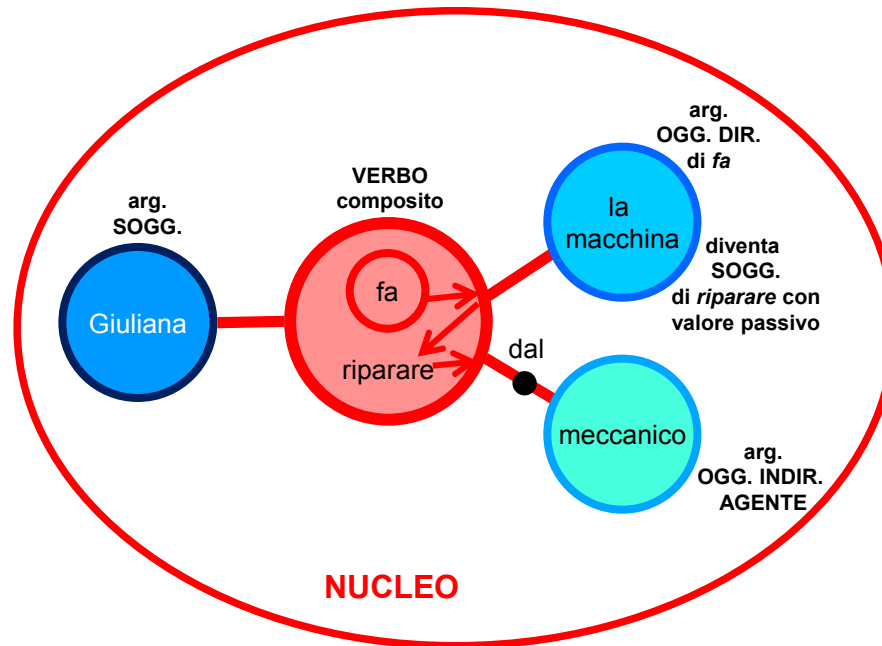 arg.
SOGG.
Giuliana
VERBO
composito
fa
riparare
arg.
OGG. DIR.
di fa
la
macchina
diventa
SOGG.
di riparare con
valore passivo
dal
meccanico
arg.
OGG. INDIR.
AGENTE
NUCLEO